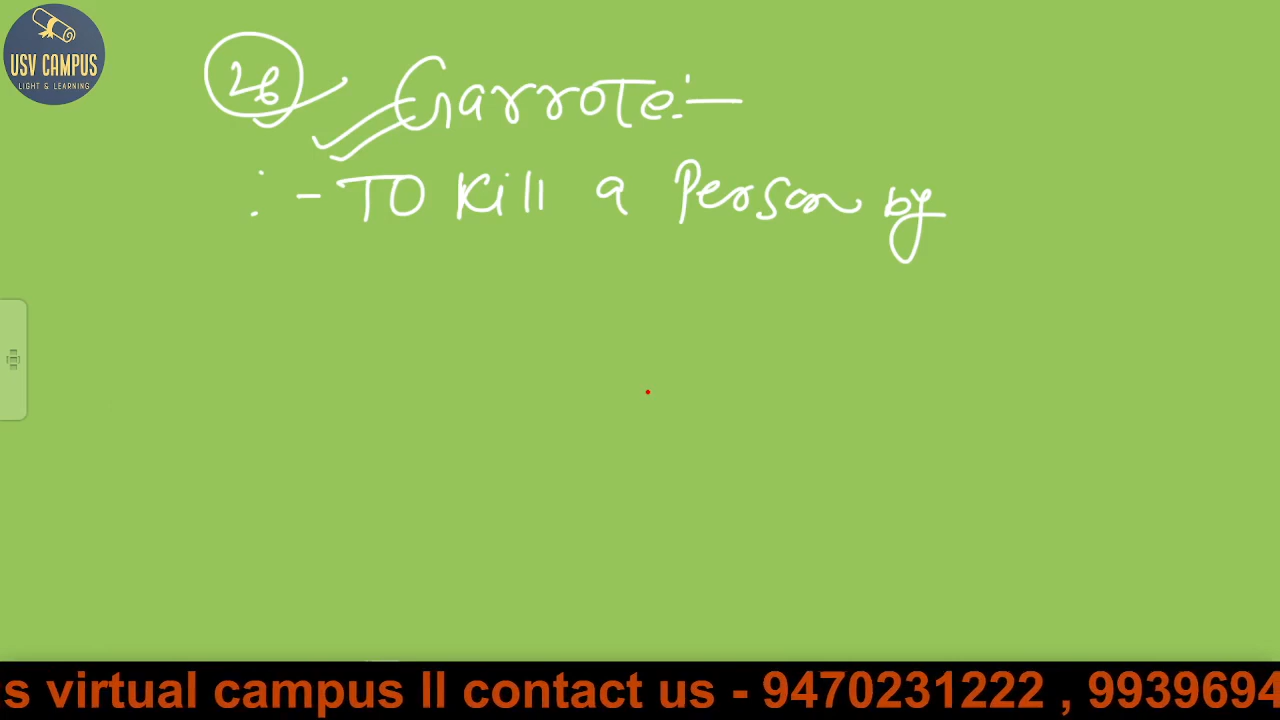 USV CAMPUS
LIGHT & LEARNING
26 Garrote:-
:- TO Kill a Person by
s virtual campus ll contact us - 9470231222 , 9939694